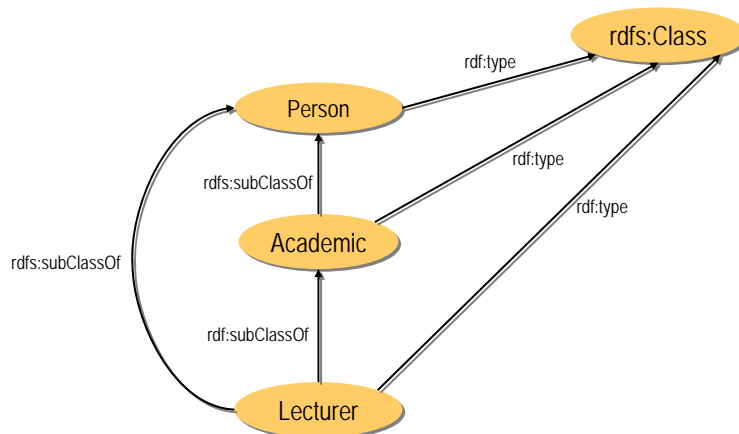 rdfs:Class
rdf:type
Person
rdf:type
rdfs:subClassOf
rdf:type
Academic
rdfs:subClassOf
rdf:subClassOf
Lecturer